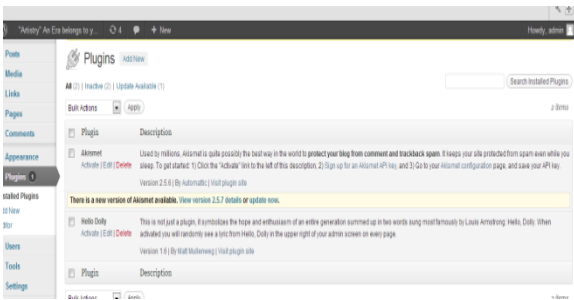 "Artistry" An Era belongs to y... 4 + New Howdy, admin
Posts
Media
Links
Pages
Comments
Appearance
Plugins 1
Installed Plugins
Add New
Editor
Users
Tools
Settings
Plugins Add New
All (2) | Inactive (2) | Update Available (1)
Search Installed Plugins
Bulk Actions Apply 2 items
Plugin Description
Akismet Used by millions, Akismet is quite possibly the best way in the world to protect your blog from comment and trackback spam. It keeps your site protected from spam even while you
Activate | Edit | Delete sleep. To get started: 1) Click the "Activate" link to the left of this description, 2) Sign up for an Akismet API key, and 3) Go to your Akismet configuration page, and save your API key.
Version 2.5.6 | By Automattic | Visit plugin site
There is a new version of Akismet available. View version 2.5.7 details or update now.
Hello Dolly This is not just a plugin, it symbolizes the hope and enthusiasm of an entire generation summed up in two words sung most famously by Louis Armstrong: Hello, Dolly. When
Activate | Edit | Delete activated you will randomly see a lyric from Hello, Dolly in the upper right of your admin screen on every page.
Version 1.6 | By Matt Mullenweg | Visit plugin site
Plugin Description
Bulk Actions Apply 2 items